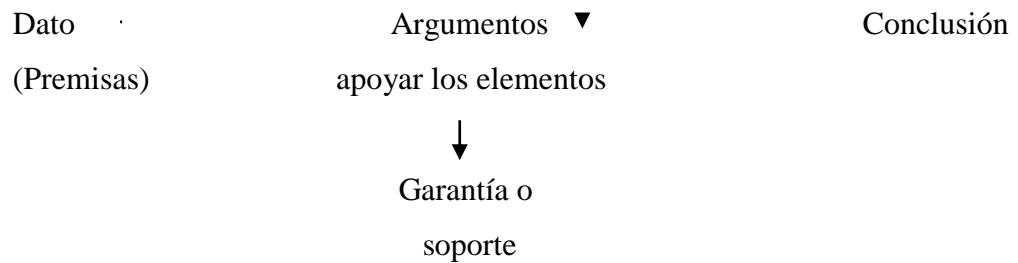 Dato Argumentos Conclusión
(Premisas) apoyar los elementos
Garantía o
soporte